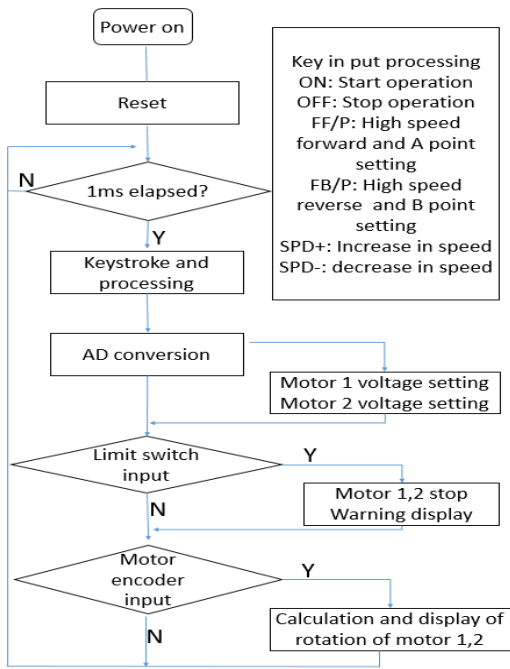 Power on
Reset
N
1ms elapsed?
Y
Keystroke and
processing
AD conversion
Motor 1 voltage setting
Motor 2 voltage setting
Limit switch
input
Y
N
Motor 1,2 stop
Warning display
Motor
encoder
input
Y
N
Calculation and display of
rotation of motor 1,2
Key in put processing
ON: Start operation
OFF: Stop operation
FF/P: High speed
forward and A point
setting
FB/P: High speed
reverse and B point
setting
SPD+: Increase in speed
SPD-: decrease in speed